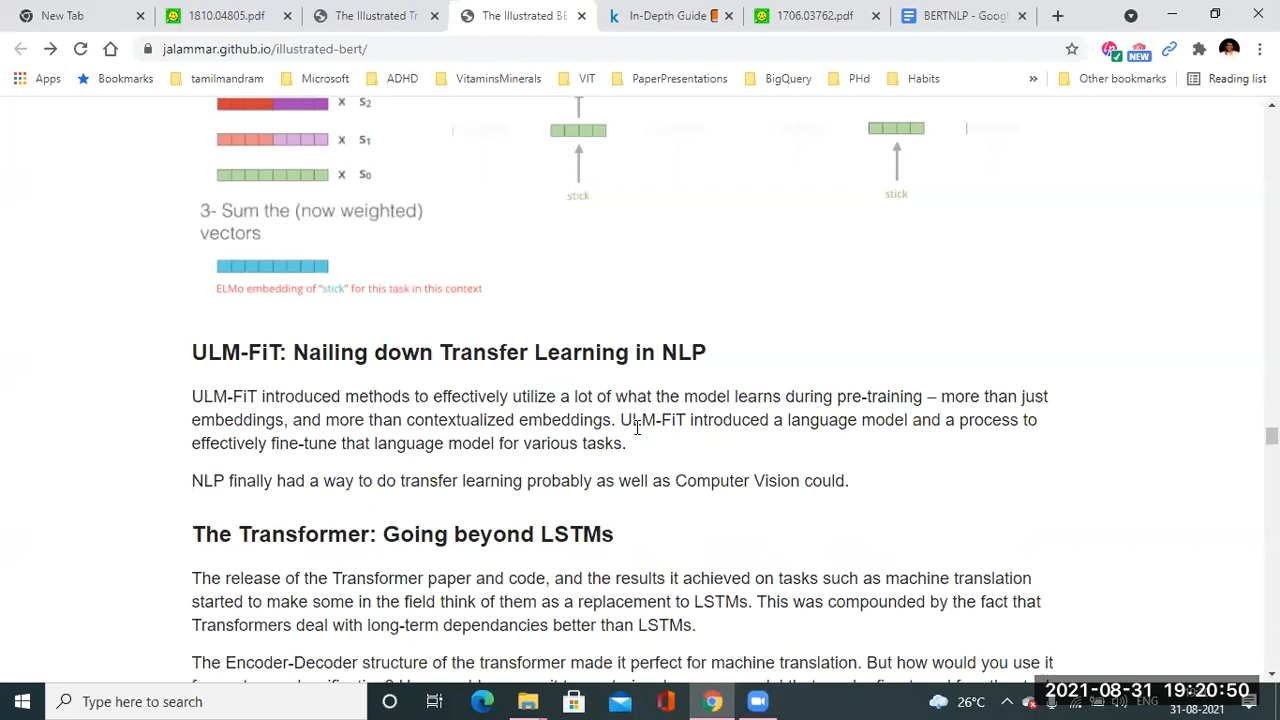 New Tab
1810.04805.pdf
The Illustrated Tr
The Illustrated BE
In-Depth Guide
1706.03762.pdf
BERTNLP - Goog
jalammar.github.io/illustrated-bert/
NEW
Apps
Bookmarks
tamilmandram
Microsoft
ADHD
VitaminsMinerals
VIT
PaperPresentations
BigQuery
PHd
Habits
»
Other bookmarks
Reading list
X S2
X S1
X S0
stick
stick
3- Sum the (now weighted)
vectors
ELMo embedding of "stick" for this task in this context
ULM-FiT: Nailing down Transfer Learning in NLP
ULM-FiT introduced methods to effectively utilize a lot of what the model learns during pre-training – more than just
embeddings, and more than contextualized embeddings. ULM-FiT introduced a language model and a process to
effectively fine-tune that language model for various tasks.
NLP finally had a way to do transfer learning probably as well as Computer Vision could.
The Transformer: Going beyond LSTMs
The release of the Transformer paper and code, and the results it achieved on tasks such as machine translation
started to make some in the field think of them as a replacement to LSTMs. This was compounded by the fact that
Transformers deal with long-term dependancies better than LSTMs.
The Encoder-Decoder structure of the transformer made it perfect for machine translation. But how would you use it
Type here to search
26°C
ENG
2021-08-31 19:20:50
31-08-2021